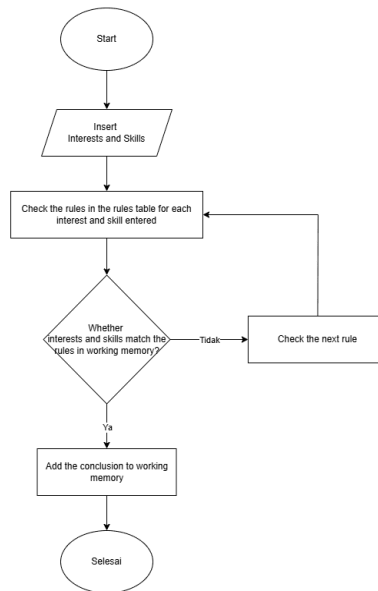 Start
Insert
Interests and Skills
Check the rules in the rules table for each
interest and skill entered
Whether
interests and skills match the
rules in working memory?
Tidak
Check the next rule
Ya
Add the conclusion to working
memory
Selesai